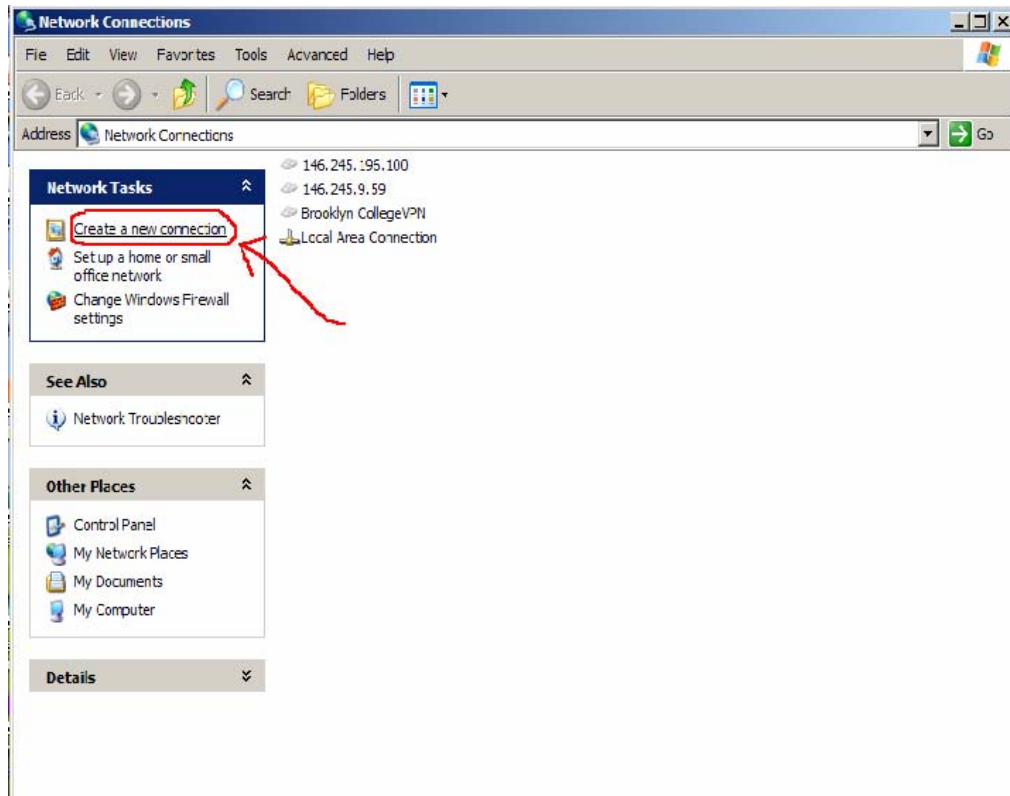 Network Connections
File Edit View Favorites Tools Advanced Help
Back Search Folders
Address Network Connections Go
Network Tasks
Create a new connection
Set up a home or small
office network
Change Windows Firewall
settings
146.245.195.100
146.245.9.59
Brooklyn CollegeVPN
Local Area Connection
See Also
Network Troubleshooter
Other Places
Control Panel
My Network Places
My Documents
My Computer
Details